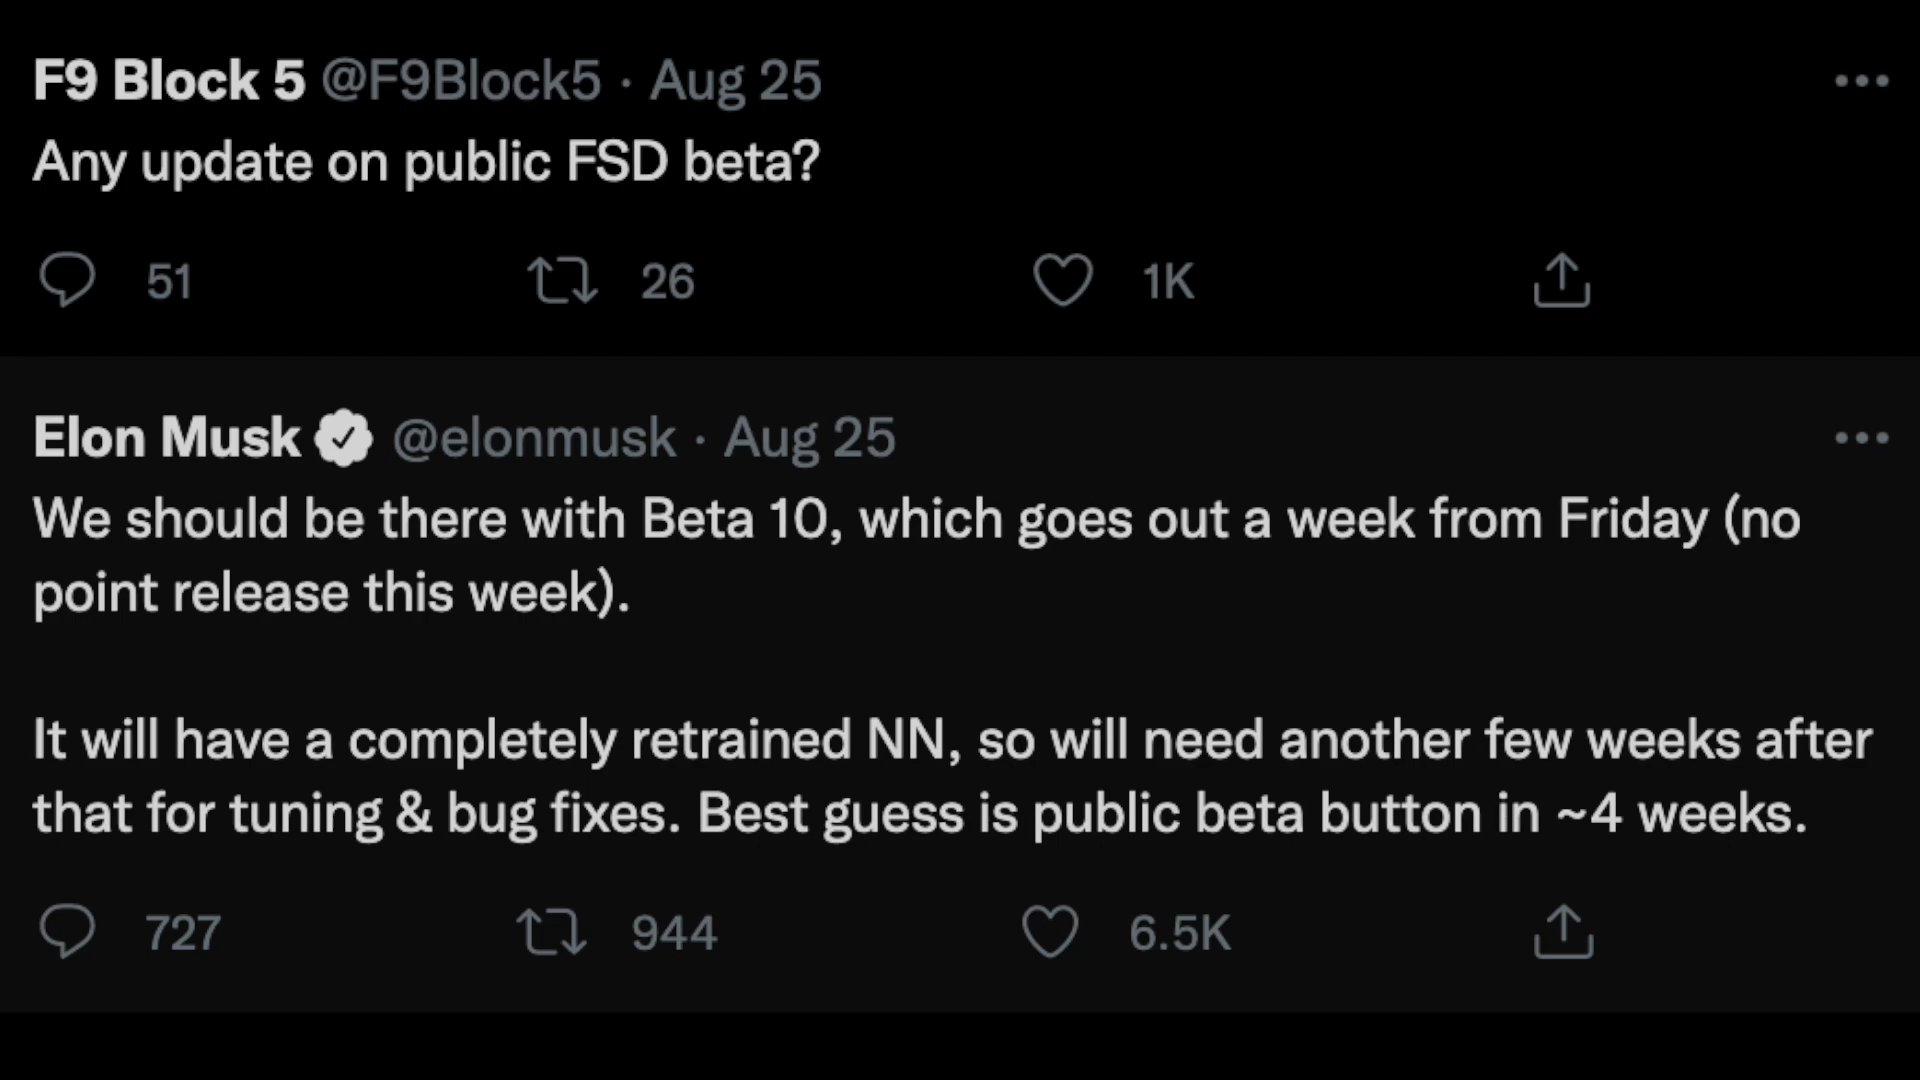 F9 Block 5 @F9Block5 · Aug 25
Any update on public FSD beta?
51 26 1K
Elon Musk @elonmusk · Aug 25
We should be there with Beta 10, which goes out a week from Friday (no
point release this week).
It will have a completely retrained NN, so will need another few weeks after
that for tuning & bug fixes. Best guess is public beta button in ~4 weeks.
727 944 6.5K